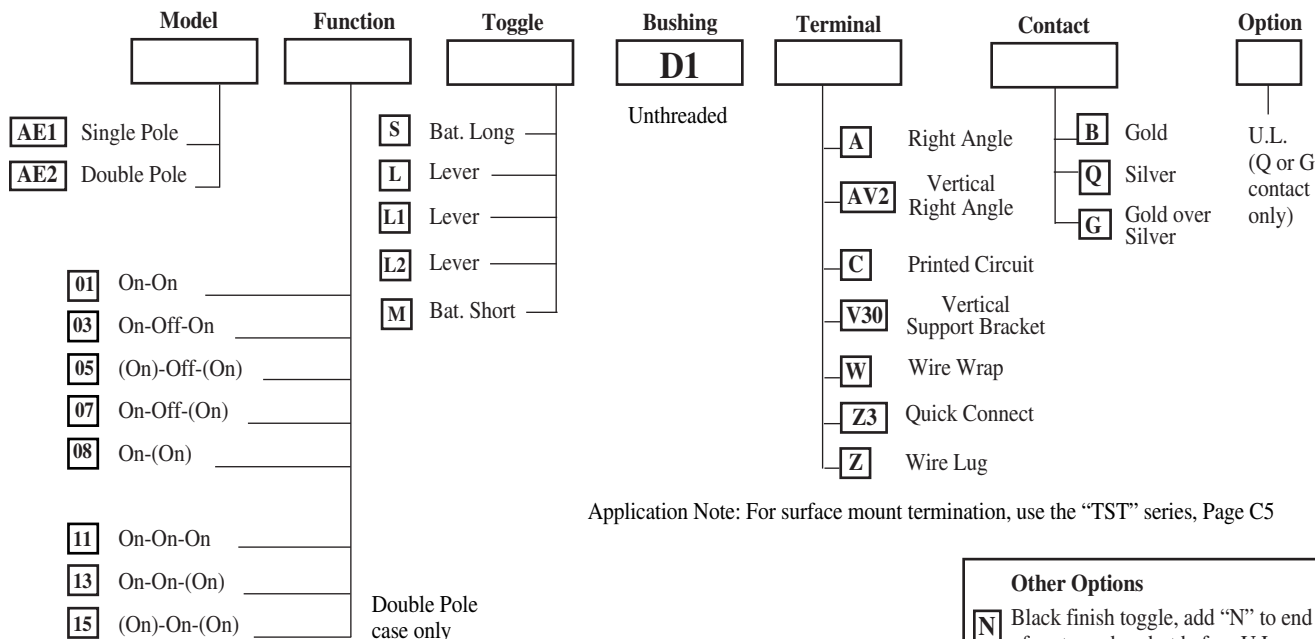 Model Function Toggle Bushing Terminal Contact Option
D1
Unthreaded
AE1 Single Pole
AE2 Double Pole
01 On-On
03 On-Off-On
05 (On)-Off-(On)
07 On-Off-(On)
08 On-(On)
11 On-On-On
13 On-On-(On)
15 (On)-On-(On)
Double Pole
case only
S Bat. Long
L Lever
L1 Lever
L2 Lever
M Bat. Short
A Right Angle
AV2 Vertical
Right Angle
C Printed Circuit
V30 Vertical
Support Bracket
W Wire Wrap
Z3 Quick Connect
Z Wire Lug
B Gold
Q Silver
G Gold over
Silver
U.L.
(Q or G
contact
only)
Application Note: For surface mount termination, use the “TST” series, Page C5
Other Options
N Black finish toggle, add “N” to end